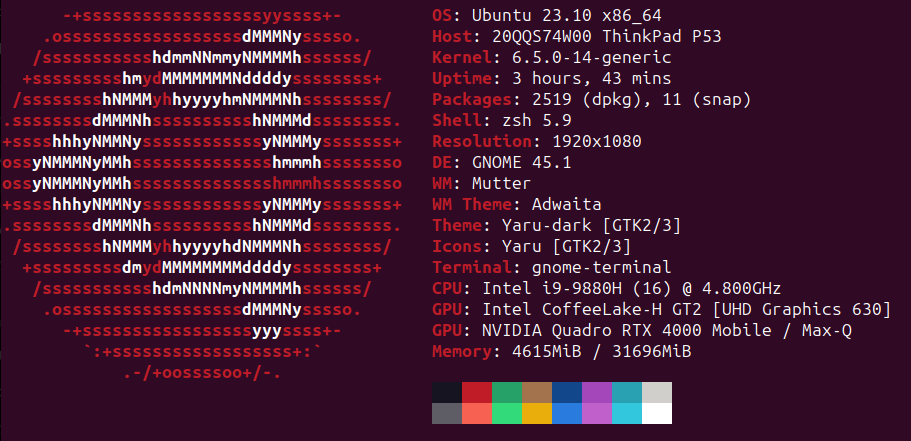 -+ssssssssssssssssssyyssss+- OS: Ubuntu 23.10 x86_64
.ossssssssssssssssssdMMMNysssso. Host: 20QQS74W00 ThinkPad P53
/ssssssssssshdmmNNmmyNMMMMhssssss/ Kernel: 6.5.0-14-generic
+ssssssssshmydMMMMMMMNddddyssssssss+ Uptime: 3 hours, 43 mins
/sssssssshNMMMyhhyyyyhmNMMMNhssssssss/ Packages: 2519 (dpkg), 11 (snap)
.ssssssssdMMMNhsssssssssshNMMMdssssssss. Shell: zsh 5.9
+sssshhhyNMMNyssssssssssssyNMMMysssssss+ Resolution: 1920x1080
ossyNMMMNyMMhsssssssssssssshmmmhssssssso DE: GNOME 45.1
ossyNMMMNyMMhsssssssssssssshmmmhssssssso WM: Mutter
+sssshhhyNMMNyssssssssssssyNMMMysssssss+ WM Theme: Adwaita
.ssssssssdMMMNhsssssssssshNMMMdssssssss. Theme: Yaru-dark [GTK2/3]
/sssssssshNMMMyhhyyyyhdNMMMNhssssssss/ Icons: Yaru [GTK2/3]
+sssssssssdmydMMMMMMMMddddyssssssss+ Terminal: gnome-terminal
/ssssssssssshdmNNNNmyNMMMMhssssss/ CPU: Intel i9-9880H (16) @ 4.800GHz
.ossssssssssssssssssdMMMNysssso. GPU: Intel CoffeeLake-H GT2 [UHD Graphics 630]
-+sssssssssssssssssyyyssss+- GPU: NVIDIA Quadro RTX 4000 Mobile / Max-Q
`:+ssssssssssssssssss+:` Memory: 4615MiB / 31696MiB
.-/+oossssoo+/-.